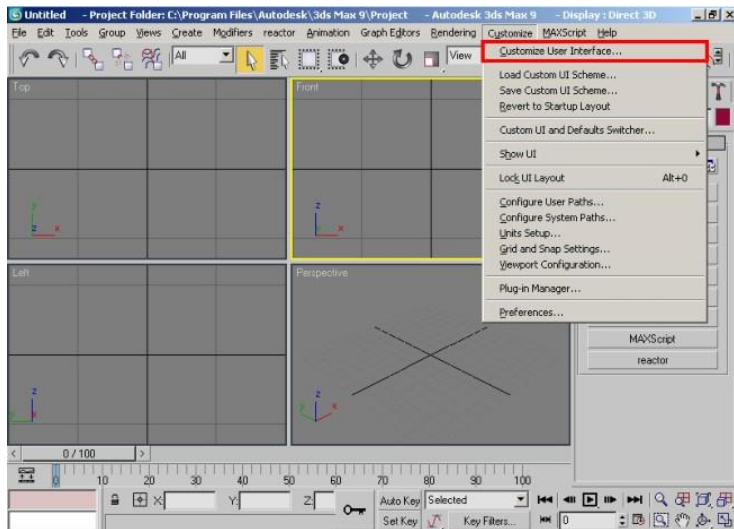 Untitled - Project Folder: C:\Program Files\Autodesk\3ds Max 9\Project - Autodesk 3ds Max 9 - Display : Direct 3D
File Edit Tools Group Views Create Modifiers reactor Animation Graph Editors Rendering Customize MAXScript Help
All
View
Customize User Interface...
Load Custom UI Scheme...
Save Custom UI Scheme...
Revert to Startup Layout
Custom UI and Defaults Switcher...
Show UI
Lock UI Layout Alt+0
Configure User Paths...
Configure System Paths...
Units Setup...
Grid and Snap Settings...
Viewport Configuration...
Plug-in Manager...
Preferences...
Top
y
z x
Front
z
x
Left
z
y
Perspective
z
y x
MAXScript
reactor
0 / 100
0 10 20 30 40 50 60 70 80 90 100
X: Y: Z: Auto Key Selected
Set Key Key Filters... 0